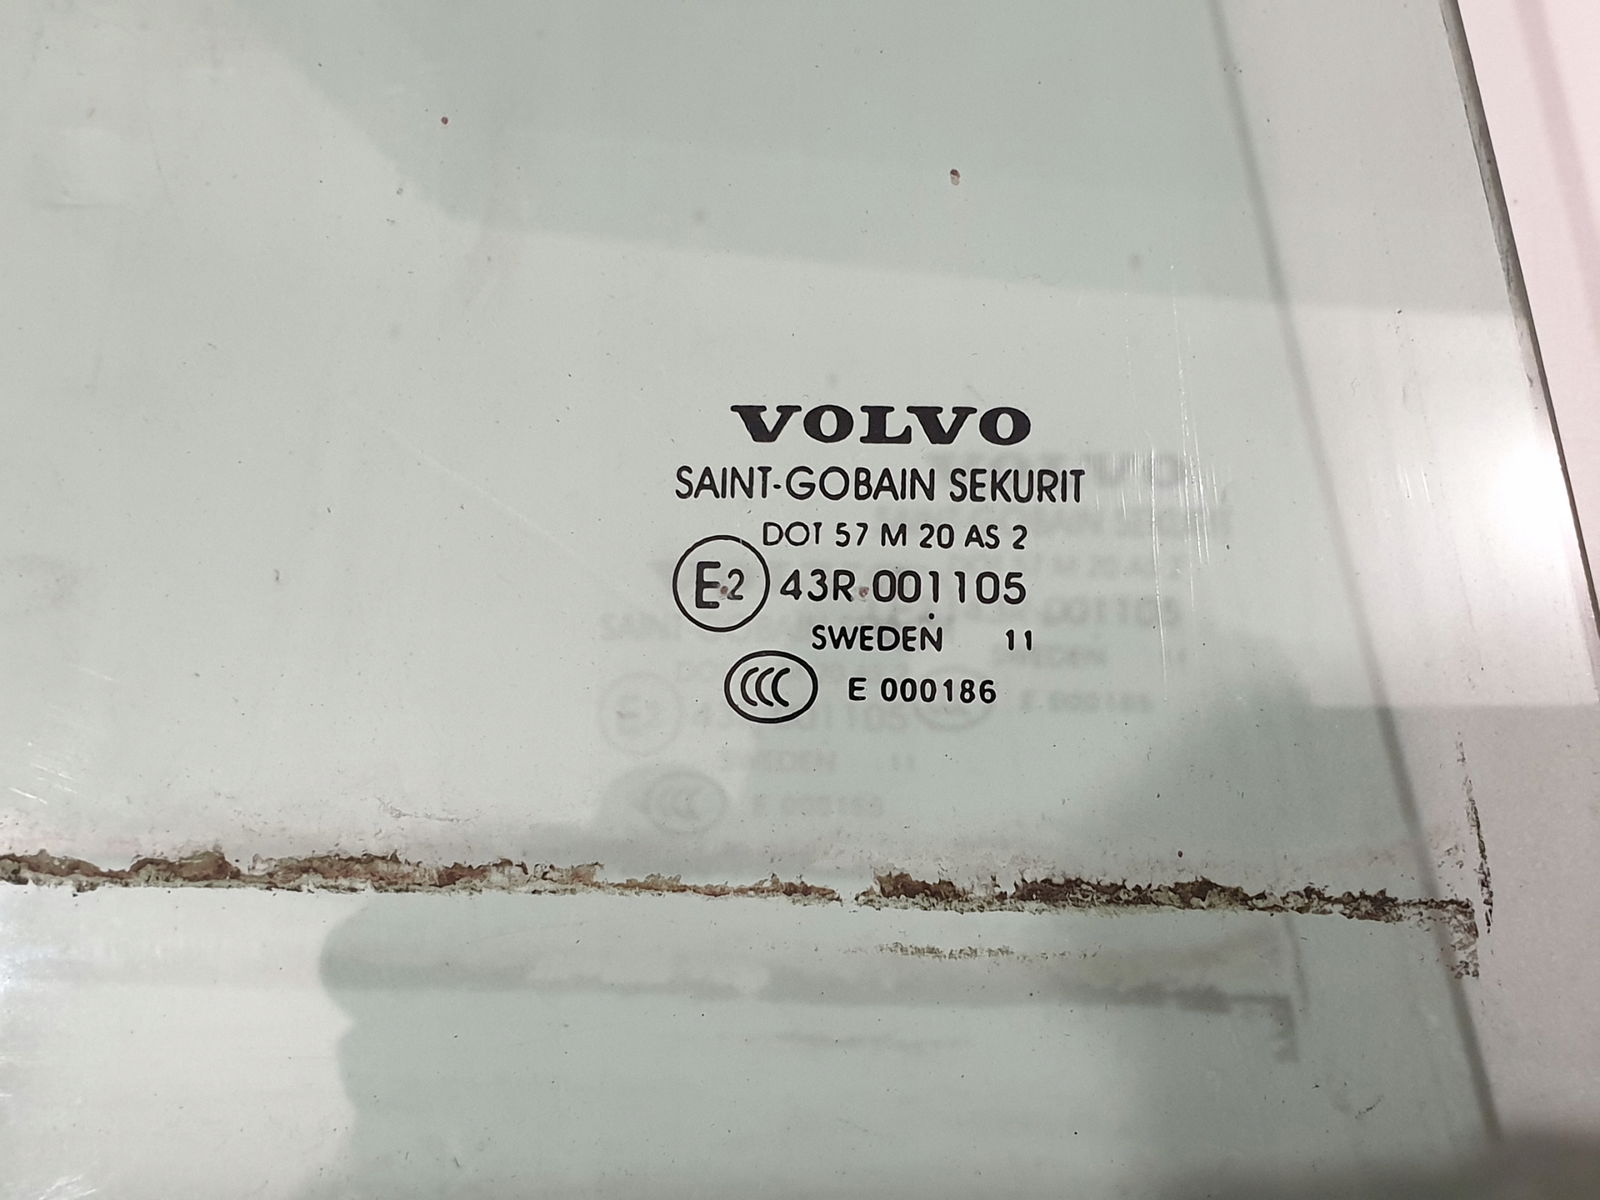 VOLVO
SAINT-GOBAIN SEKURIT
DOT 57 M 20 AS 2
E2 43R-001105
SWEDEN 11
CCC E 000186